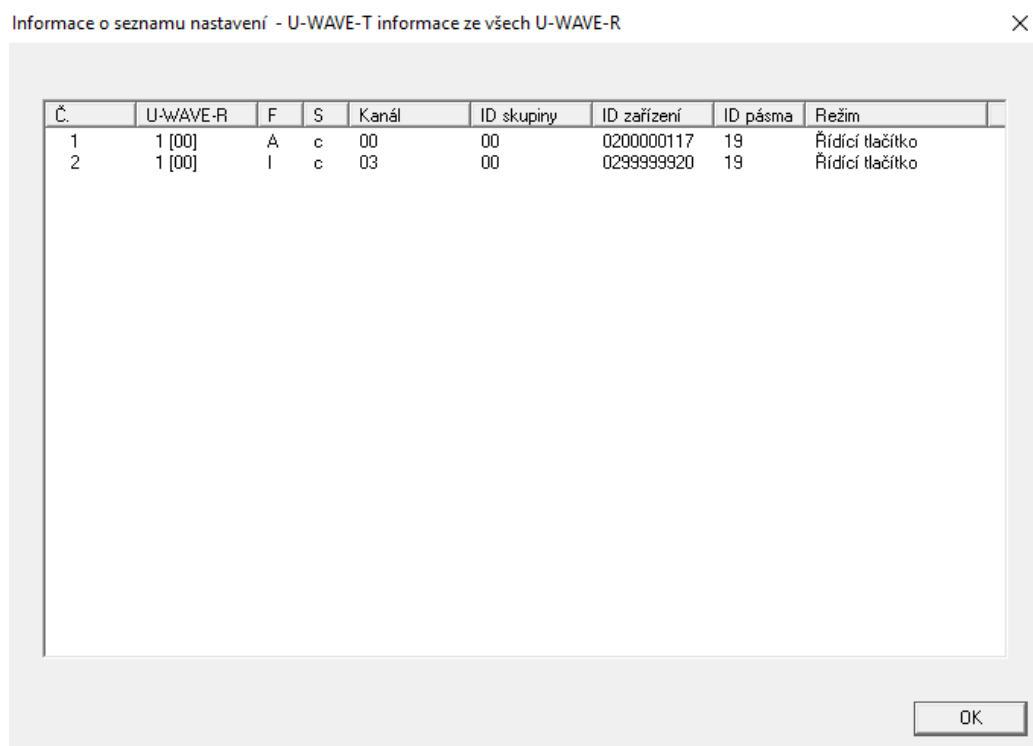 Informace o seznamu nastavení - U-WAVE-T informace ze všech U-WAVE-R
Č. U-WAVE-R F S Kanál ID skupiny ID zařízení ID pásma Režim
1 1 [00] A c 00 00 0200000117 19 Řídící tlačítko
2 1 [00] I c 03 00 0299999920 19 Řídící tlačítko
OK